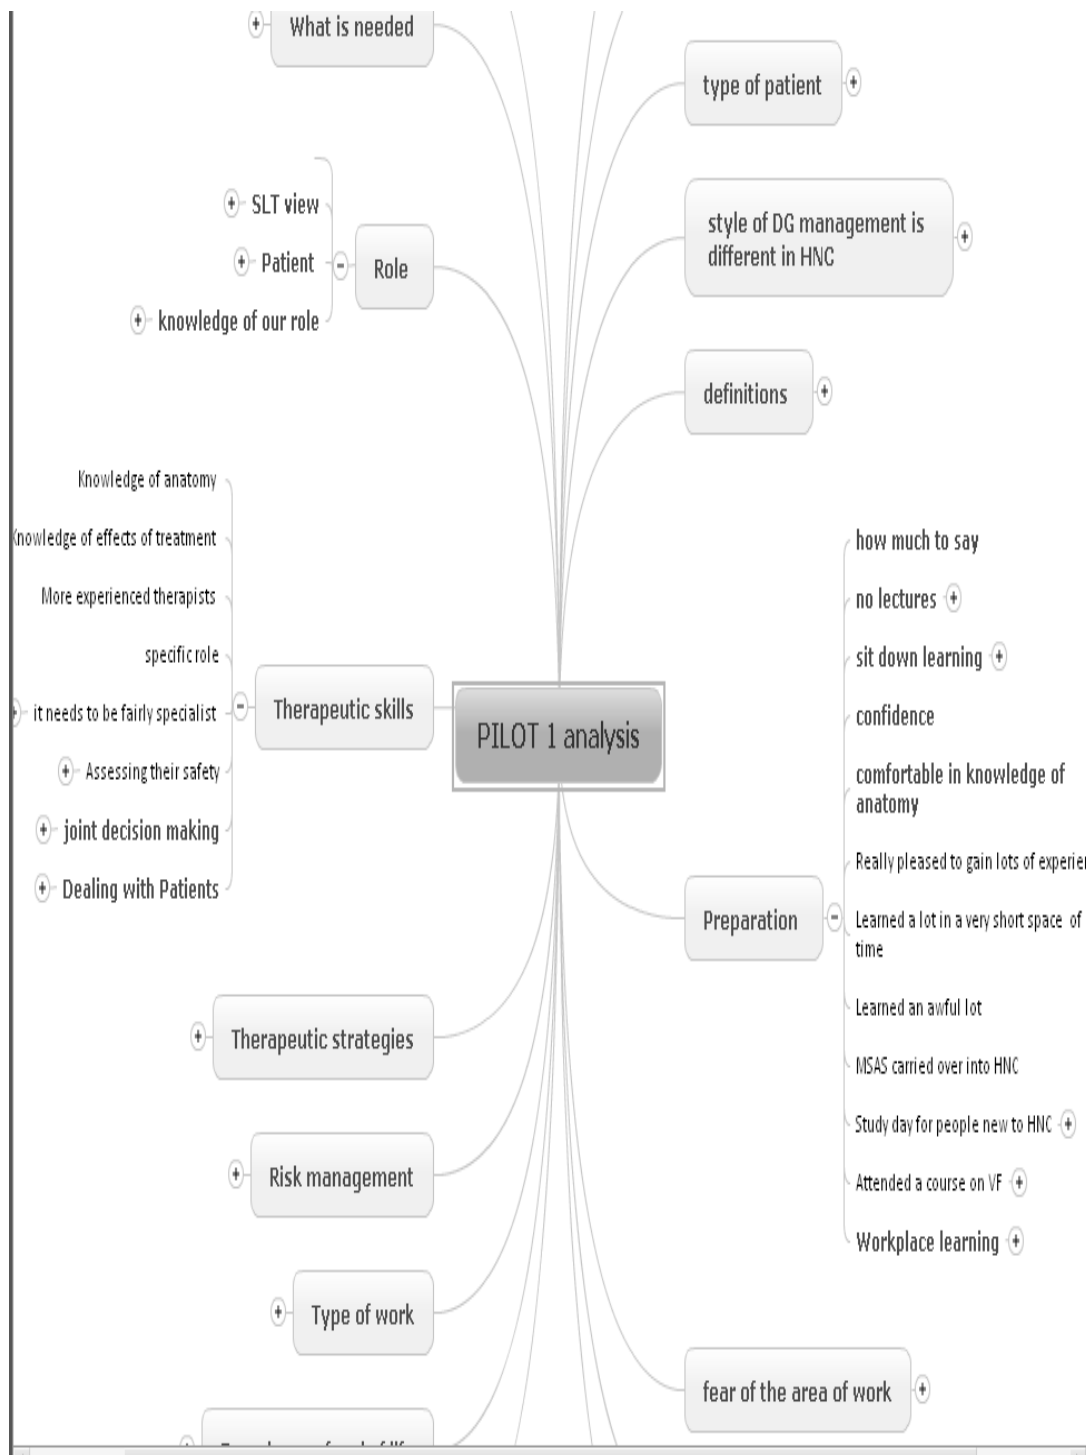 What is needed
SLT view
Patient
knowledge of our role
Role
Knowledge of anatomy
Knowledge of effects of treatment
More experienced therapists
specific role
it needs to be fairly specialist
Assessing their safety
joint decision making
Dealing with Patients
Therapeutic skills
Therapeutic strategies
Risk management
Type of work
PILOT 1 analysis
type of patient
style of DG management is
different in HNC
definitions
Preparation
how much to say
no lectures
sit down learning
confidence
comfortable in knowledge of
anatomy
Really pleased to gain lots of experien
Learned a lot in a very short space of
time
Learned an awful lot
MSAS carried over into HNC
Study day for people new to HNC
Attended a course on VF
Workplace learning
fear of the area of work